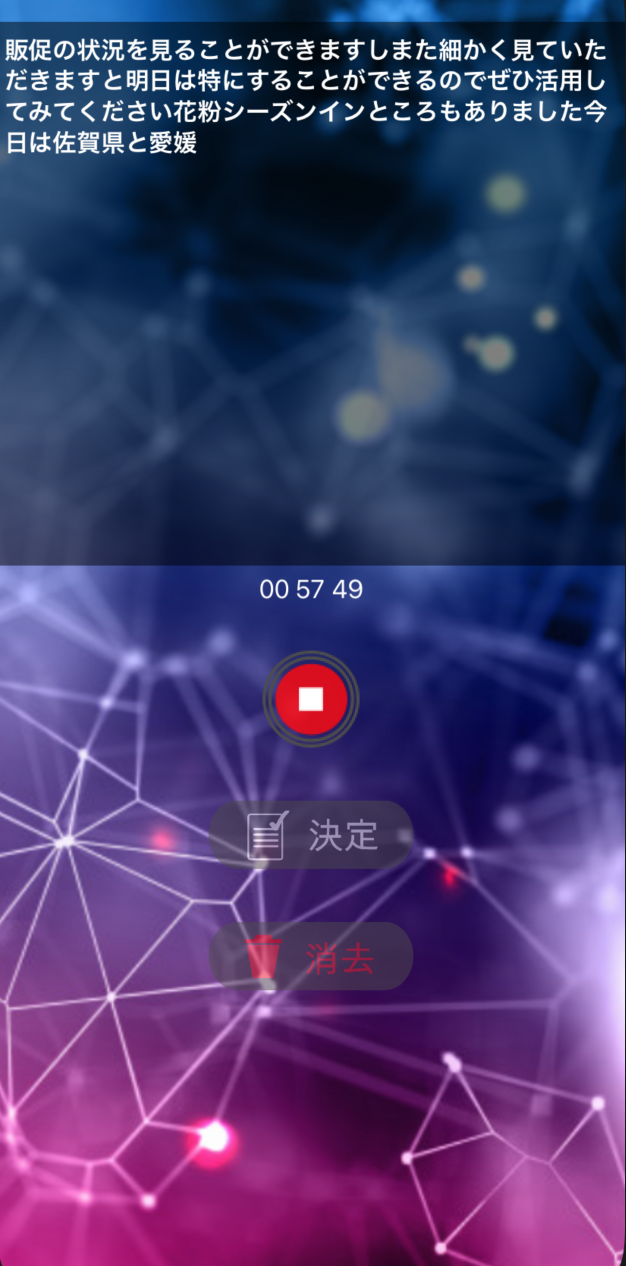 販促の状況を見ることができますしまた細かく見ていた
だきますと明日は特にすることができるのでぜひ活用し
てみてください花粉シーズンインところもありました今
日は佐賀県と愛媛
00 57 49
決定
消去